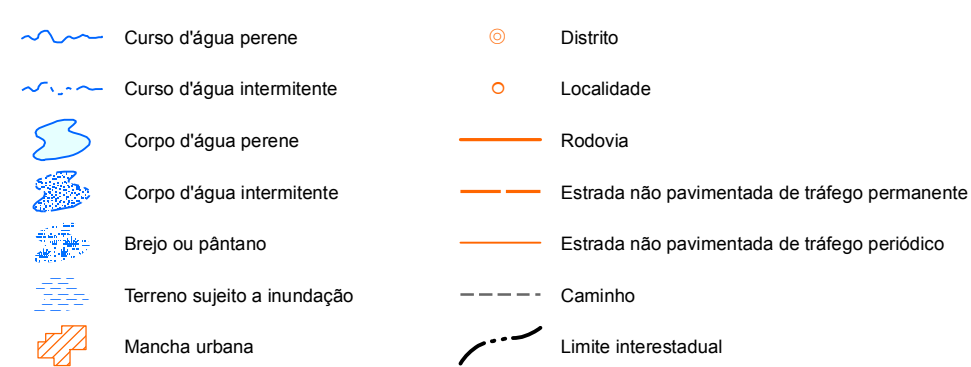 Curso d'água perene
Curso d'água intermitente
Corpo d'água perene
Corpo d'água intermitente
Brejo ou pântano
Terreno sujeito a inundação
Mancha urbana
Distrito
Localidade
Rodovia
Estrada não pavimentada de tráfego permanente
Estrada não pavimentada de tráfego periódico
Caminho
Limite interestadual